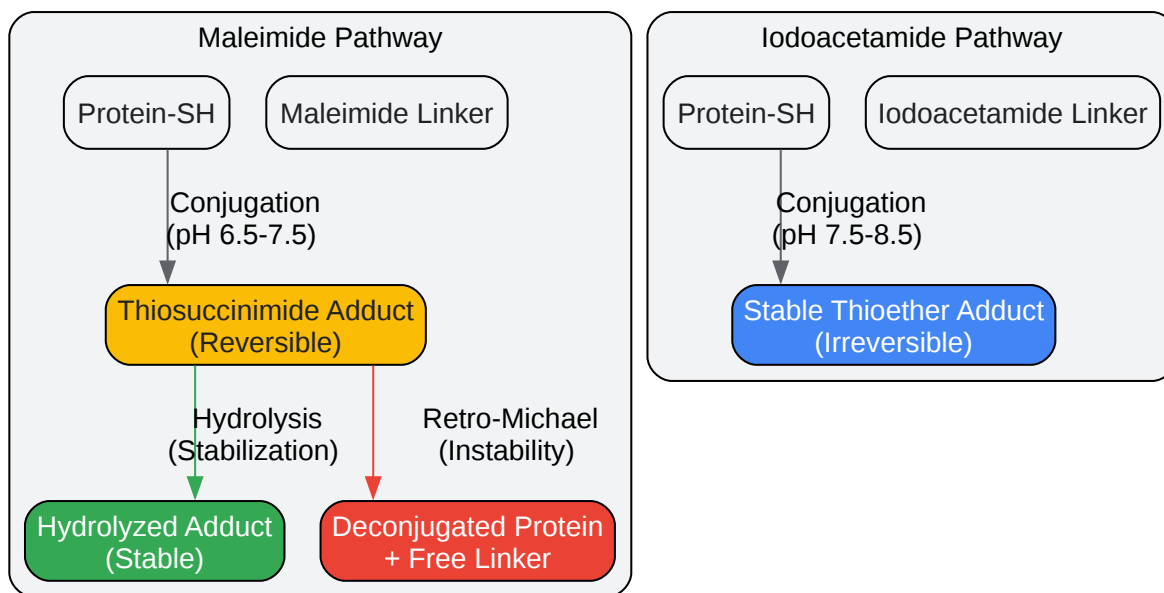 Maleimide Pathway
Protein-SH
Maleimide Linker
Conjugation
(pH 6.5-7.5)
Thiosuccinimide Adduct
(Reversible)
Hydrolysis
(Stabilization)
Retro-Michael
(Instability)
Hydrolyzed Adduct
(Stable)
Deconjugated Protein
+ Free Linker
Iodoacetamide Pathway
Protein-SH
Iodoacetamide Linker
Conjugation
(pH 7.5-8.5)
Stable Thioether Adduct
(Irreversible)